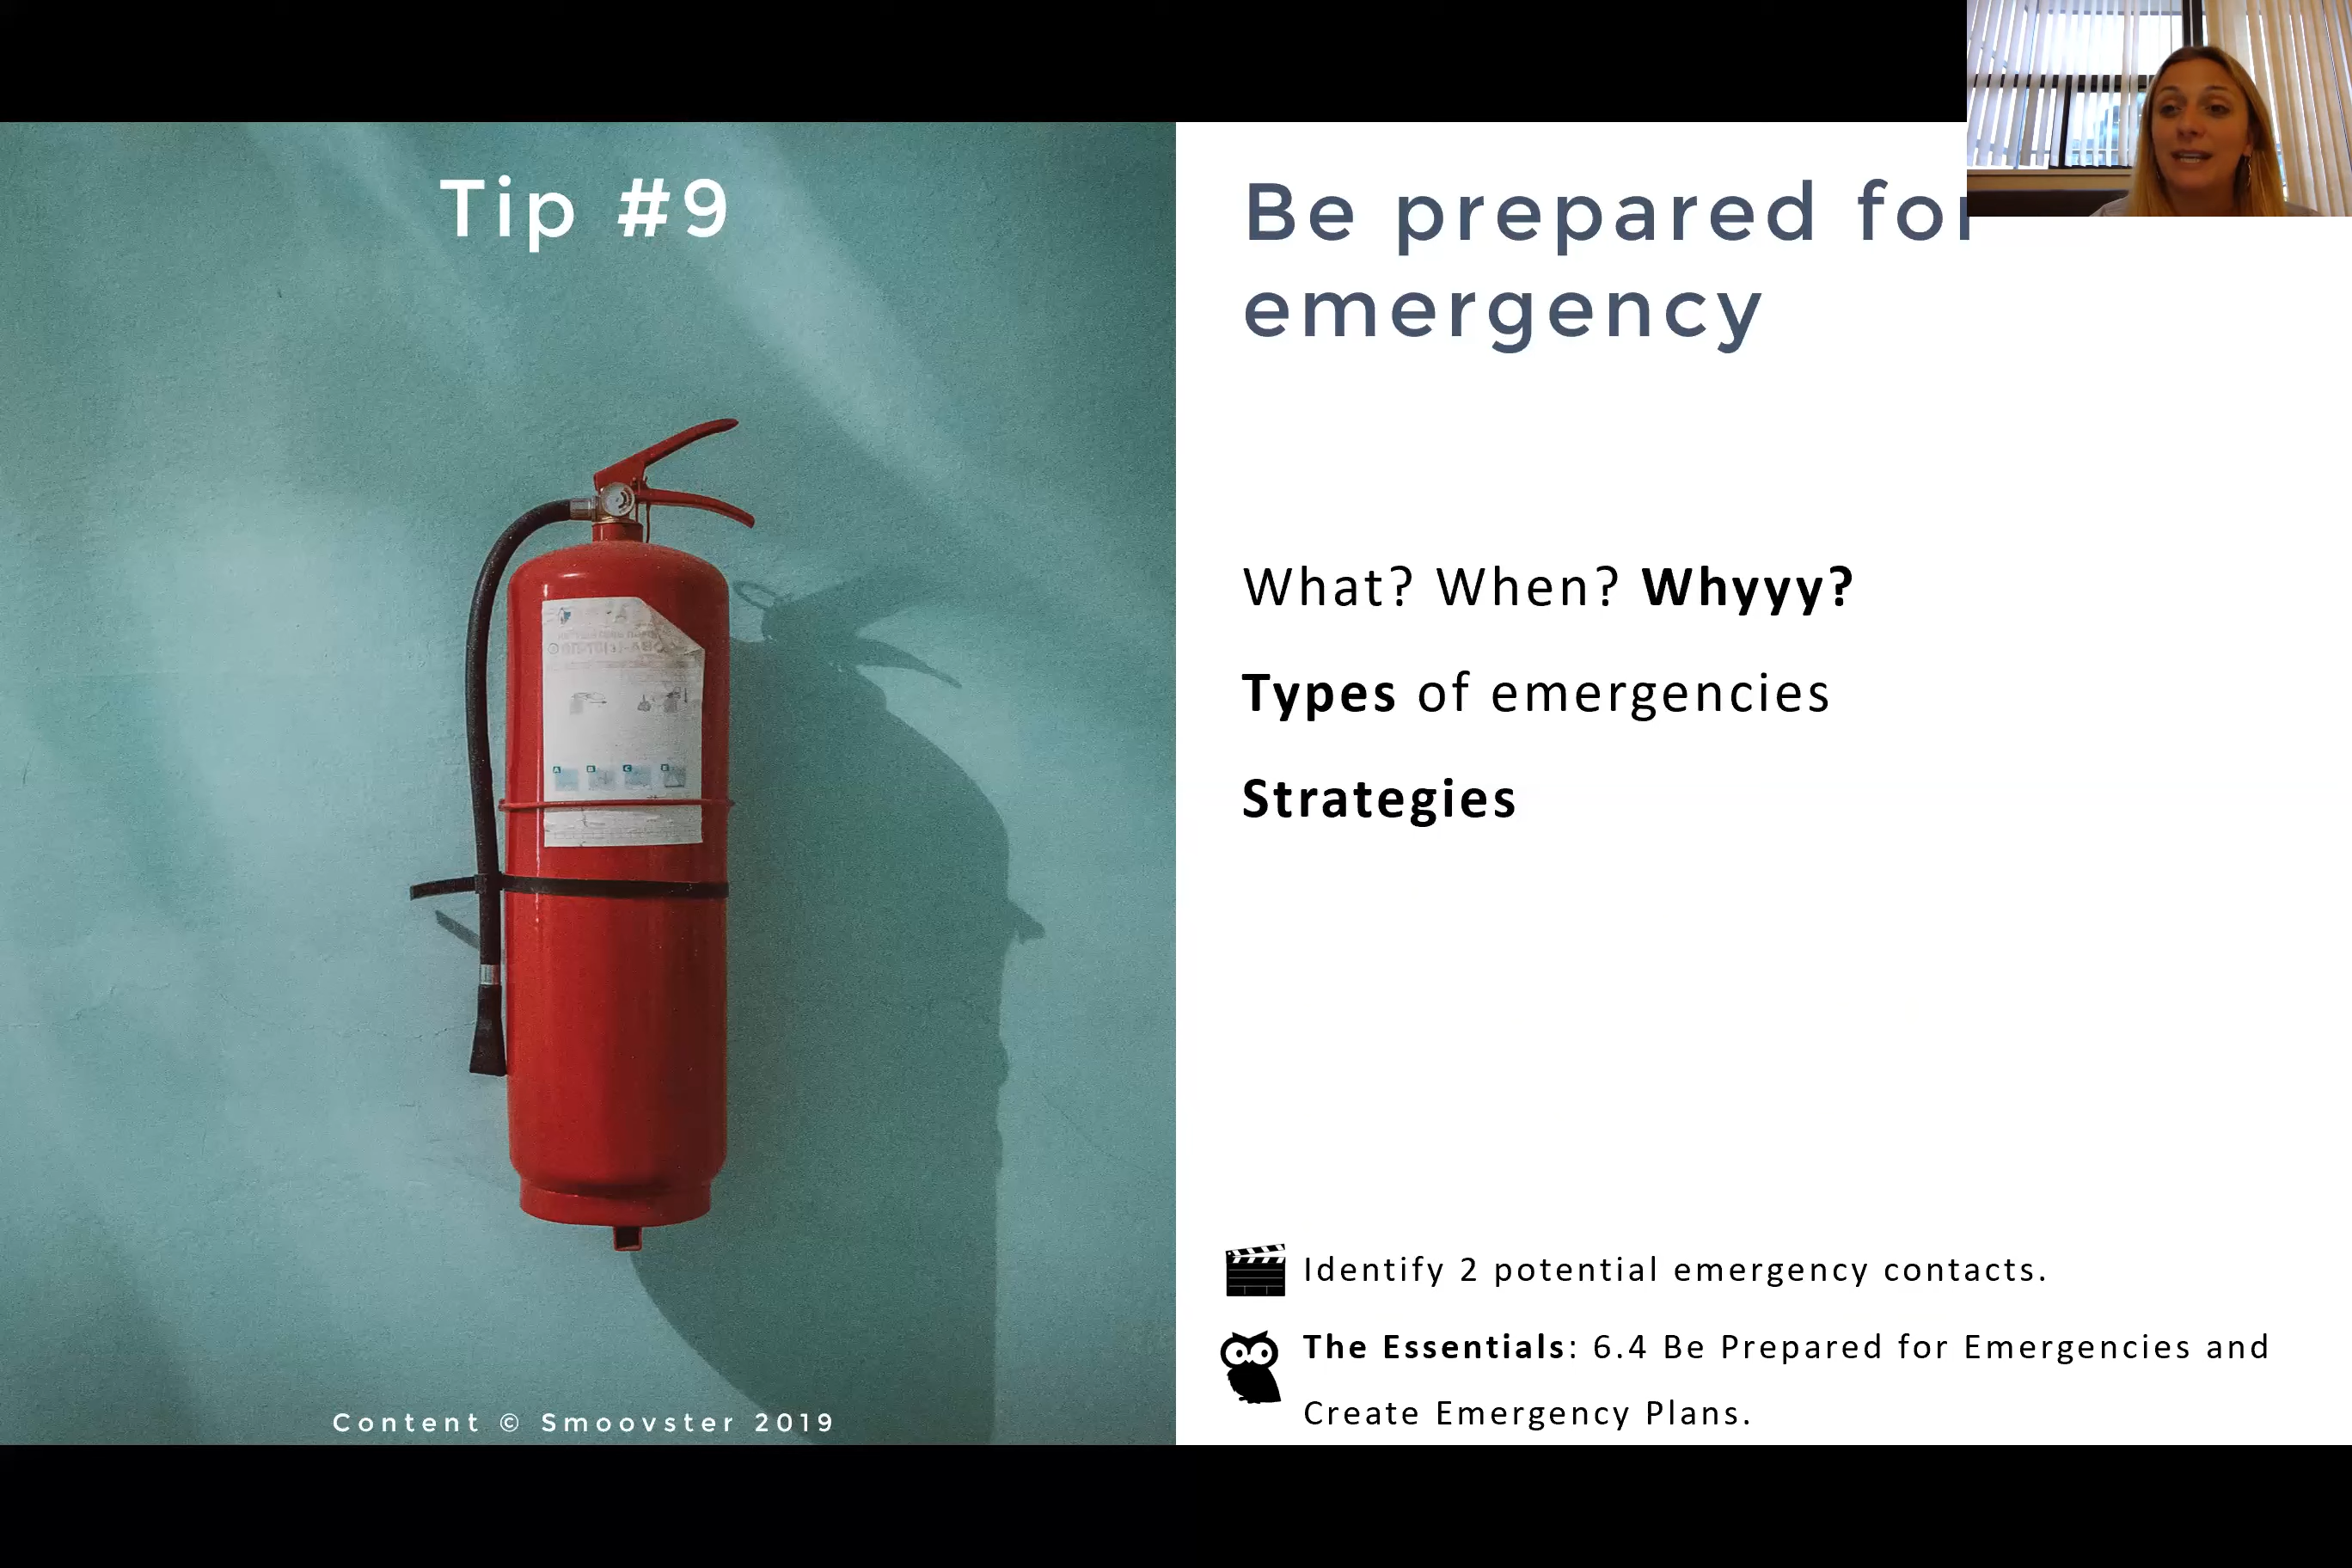 Tip #9
Be prepared for
emergency
What? When? Whyyy?
Types of emergencies
Strategies
Identify 2 potential emergency contacts.
The Essentials: 6.4 Be Prepared for Emergencies and
Create Emergency Plans.
Content © Smoovster 2019
A B C E